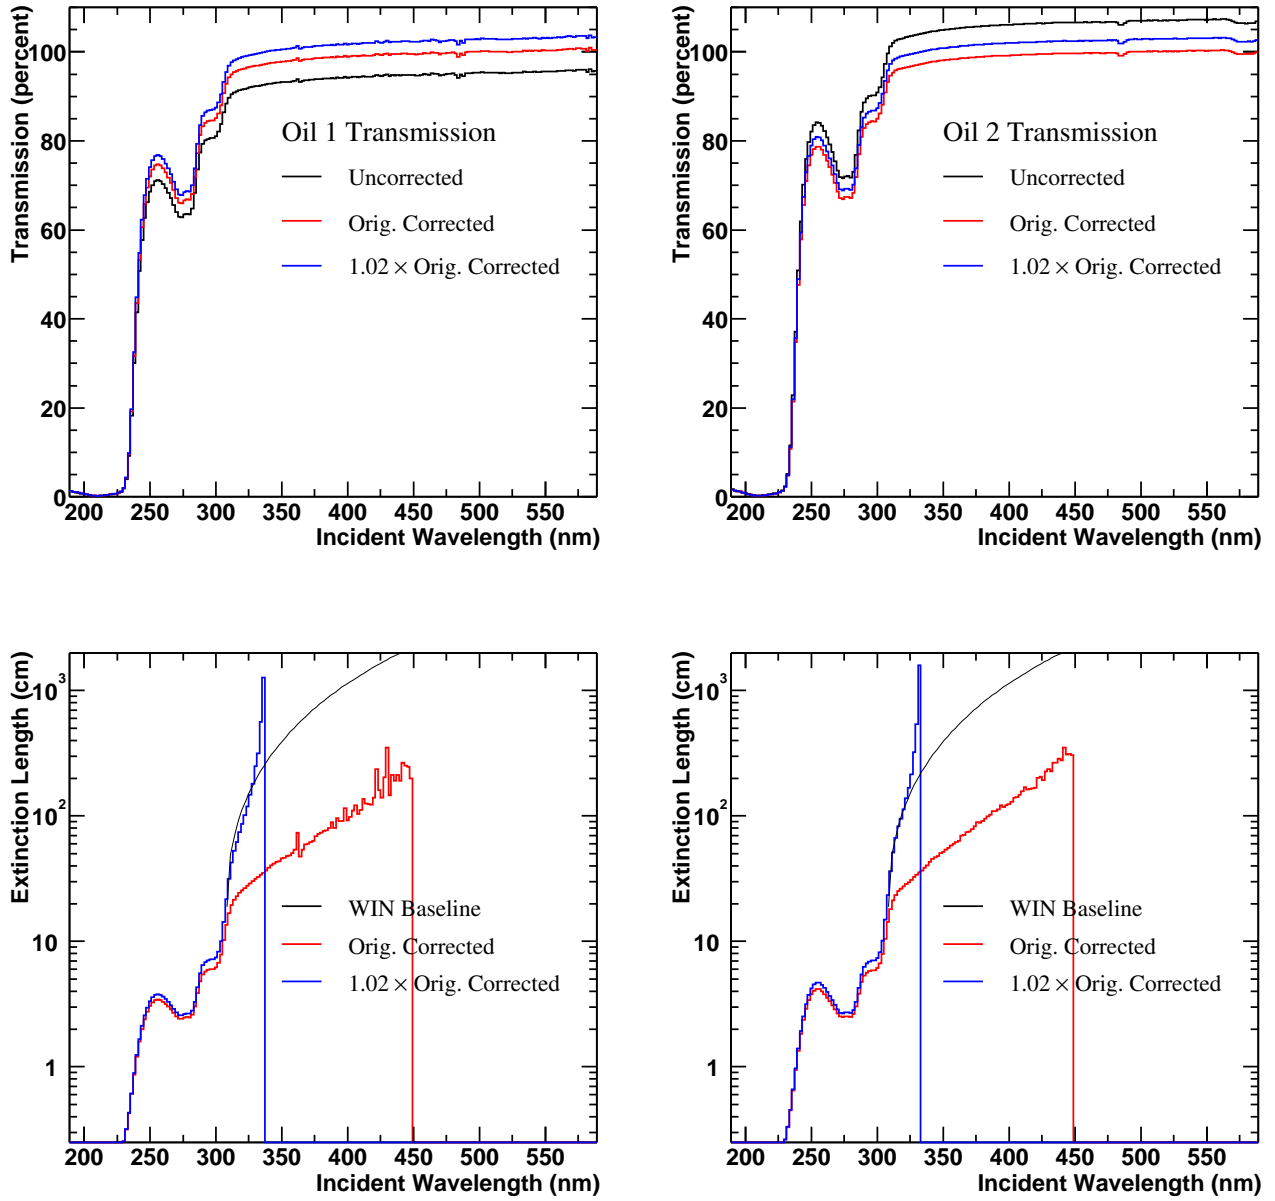 Transmission (percent)
100
80
60
40
20
0
Oil 1 Transmission
Uncorrected
Orig. Corrected
1.02 × Orig. Corrected
200 250 300 350 400 450 500 550
Incident Wavelength (nm)
Transmission (percent)
100
80
60
40
20
0
Oil 2 Transmission
Uncorrected
Orig. Corrected
1.02 × Orig. Corrected
200 250 300 350 400 450 500 550
Incident Wavelength (nm)
Extinction Length (cm)
10³
10²
10
1
WIN Baseline
Orig. Corrected
1.02 × Orig. Corrected
200 250 300 350 400 450 500 550
Incident Wavelength (nm)
Extinction Length (cm)
10³
10²
10
1
WIN Baseline
Orig. Corrected
1.02 × Orig. Corrected
200 250 300 350 400 450 500 550
Incident Wavelength (nm)